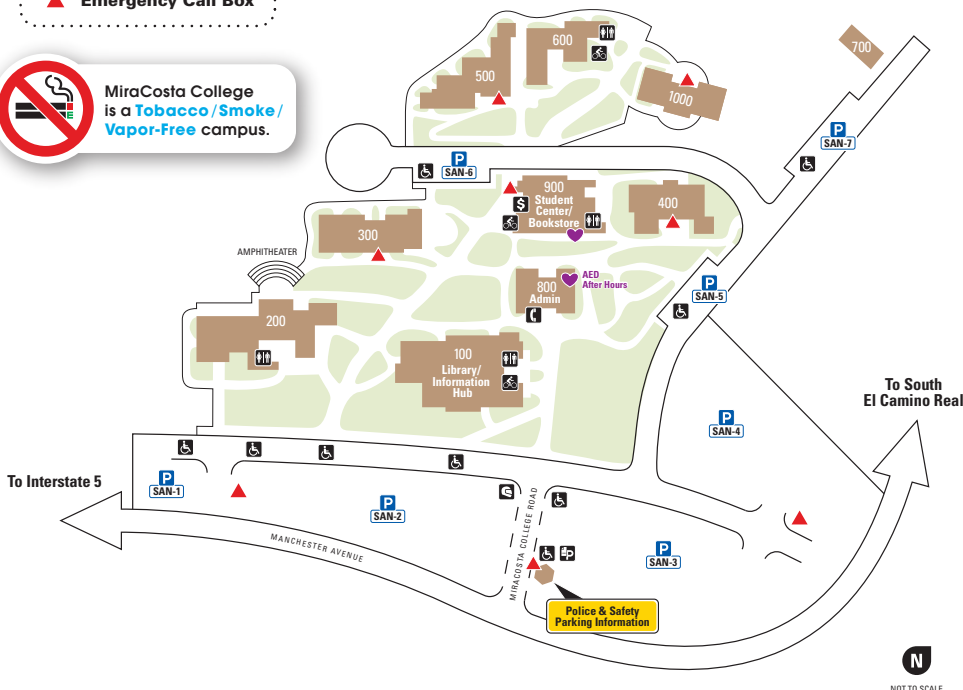 Emergency Call Box
MiraCosta College
is a Tobacco/Smoke/
Vapor-Free campus.
600
500
700
1000
P
SAN-7
P
SAN-6
900
Student
Center/
Bookstore
$
400
300
AMPHITHEATER
AED
After Hours
800
Admin
P
SAN-5
200
100
Library/
Information
Hub
To South
El Camino Real
P
SAN-4
To Interstate 5
P
SAN-1
P
SAN-2
MANCHESTER AVENUE
MIRACOSTA COLLEGE ROAD
P
SAN-3
P
Police & Safety
Parking Information
N
NOT TO SCALE